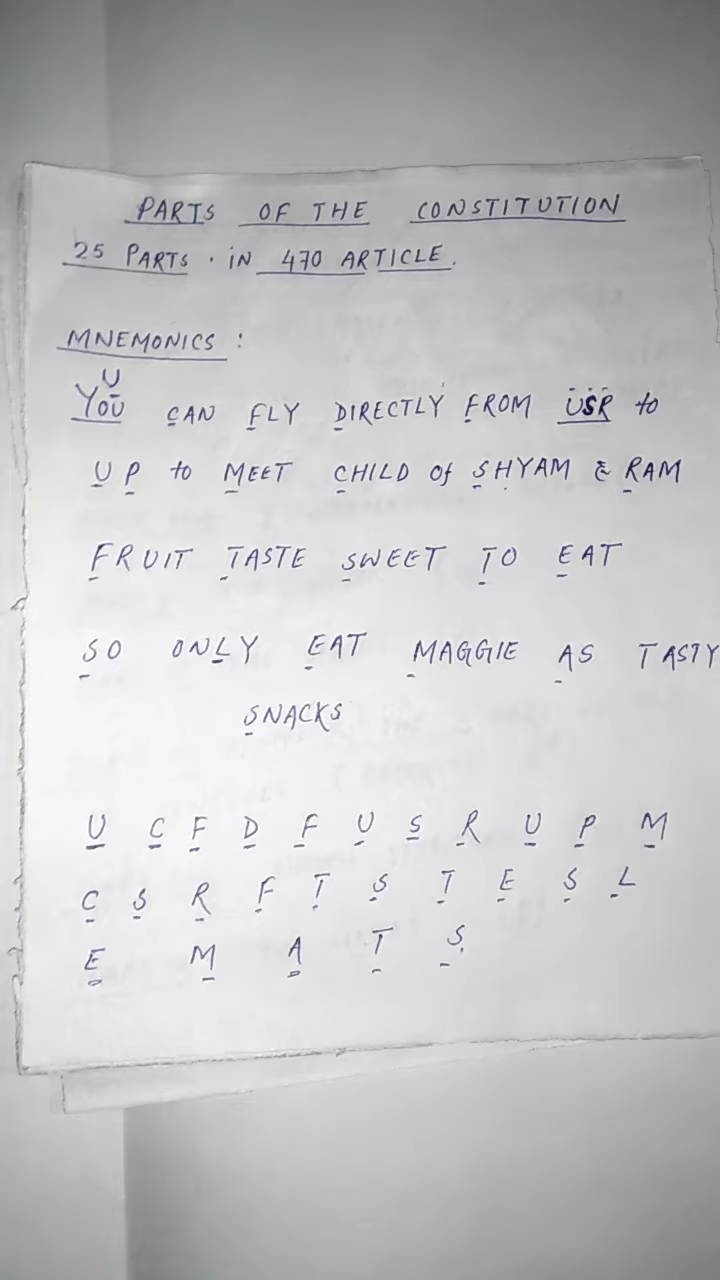 PARTS OF THE CONSTITUTION
25 PARTS . IN 470 ARTICLE.
MNEMONICS :
U
YOU CAN FLY DIRECTLY FROM USR to
UP to MEET CHILD of SHYAM & RAM
FRUIT TASTE SWEET TO EAT
SO ONLY EAT MAGGIE AS TASTY
SNACKS
U C F D F U S R U P M
C S R F T S T E S L
E M A T S.